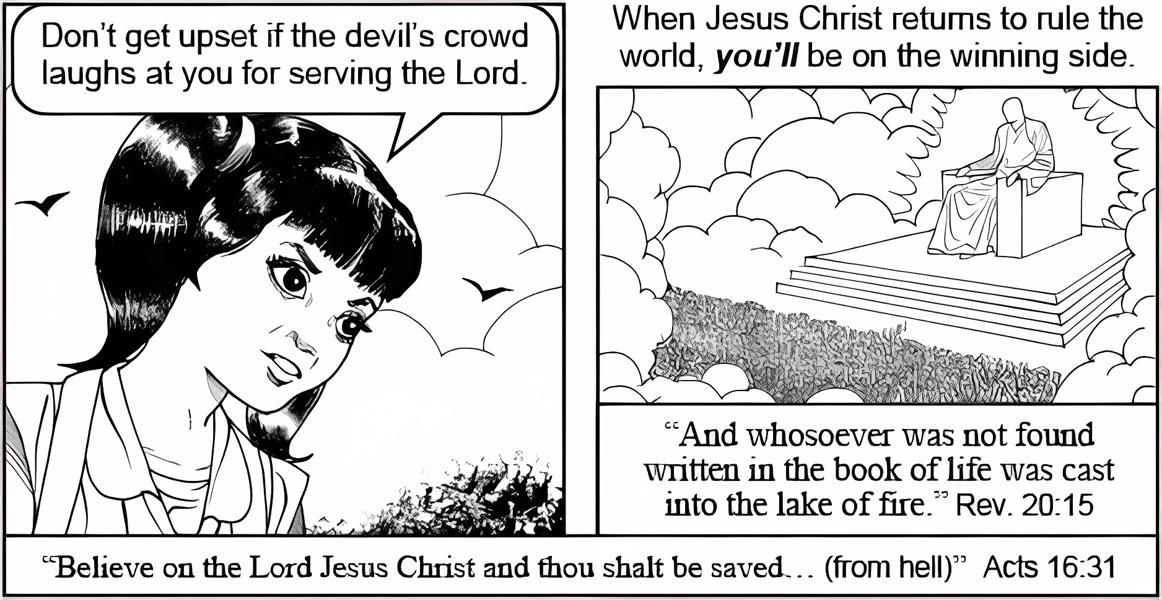 Don't get upset if the devil's crowd
laughs at you for serving the Lord.
When Jesus Christ returns to rule the
world, you'll be on the winning side.
“And whosoever was not found
written in the book of life was cast
into the lake of fire.” Rev. 20:15
“Believe on the Lord Jesus Christ and thou shalt be saved... (from hell)” Acts 16:31